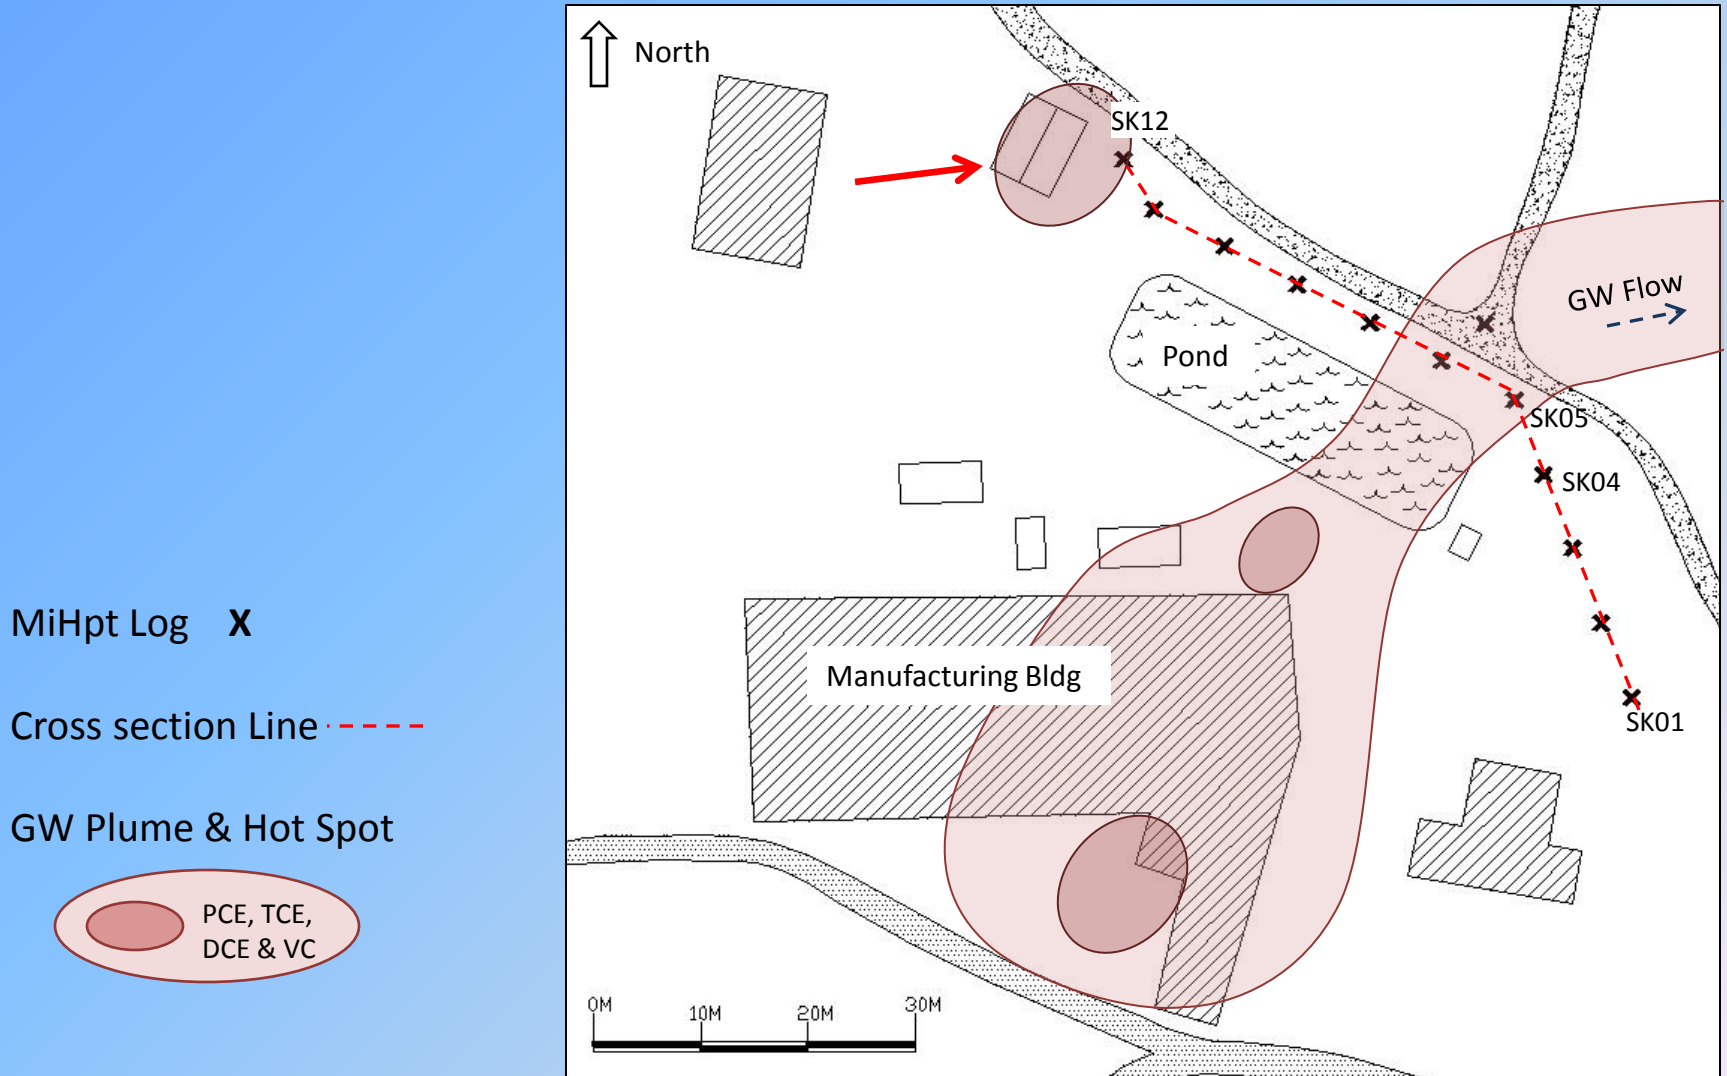 North
SK12
GW Flow
Pond
SK05
SK04
MiHpt Log X
Manufacturing Bldg
Cross section Line
SK01
GW Plume & Hot Spot
PCE, TCE,
DCE & VC
0M 10M 20M 30M